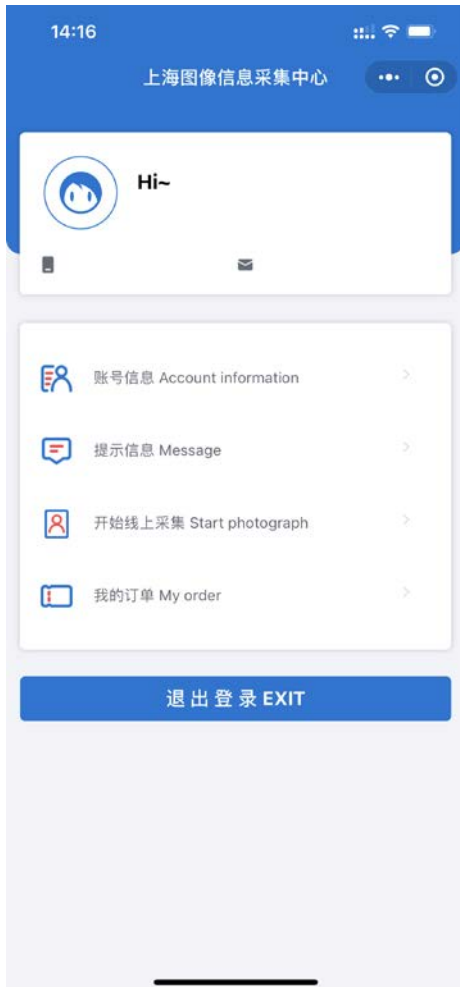 14:16
上海图像信息采集中心
Hi~
账号信息 Account information
提示信息 Message
开始线上采集 Start photograph
我的订单 My order
退出登录 EXIT